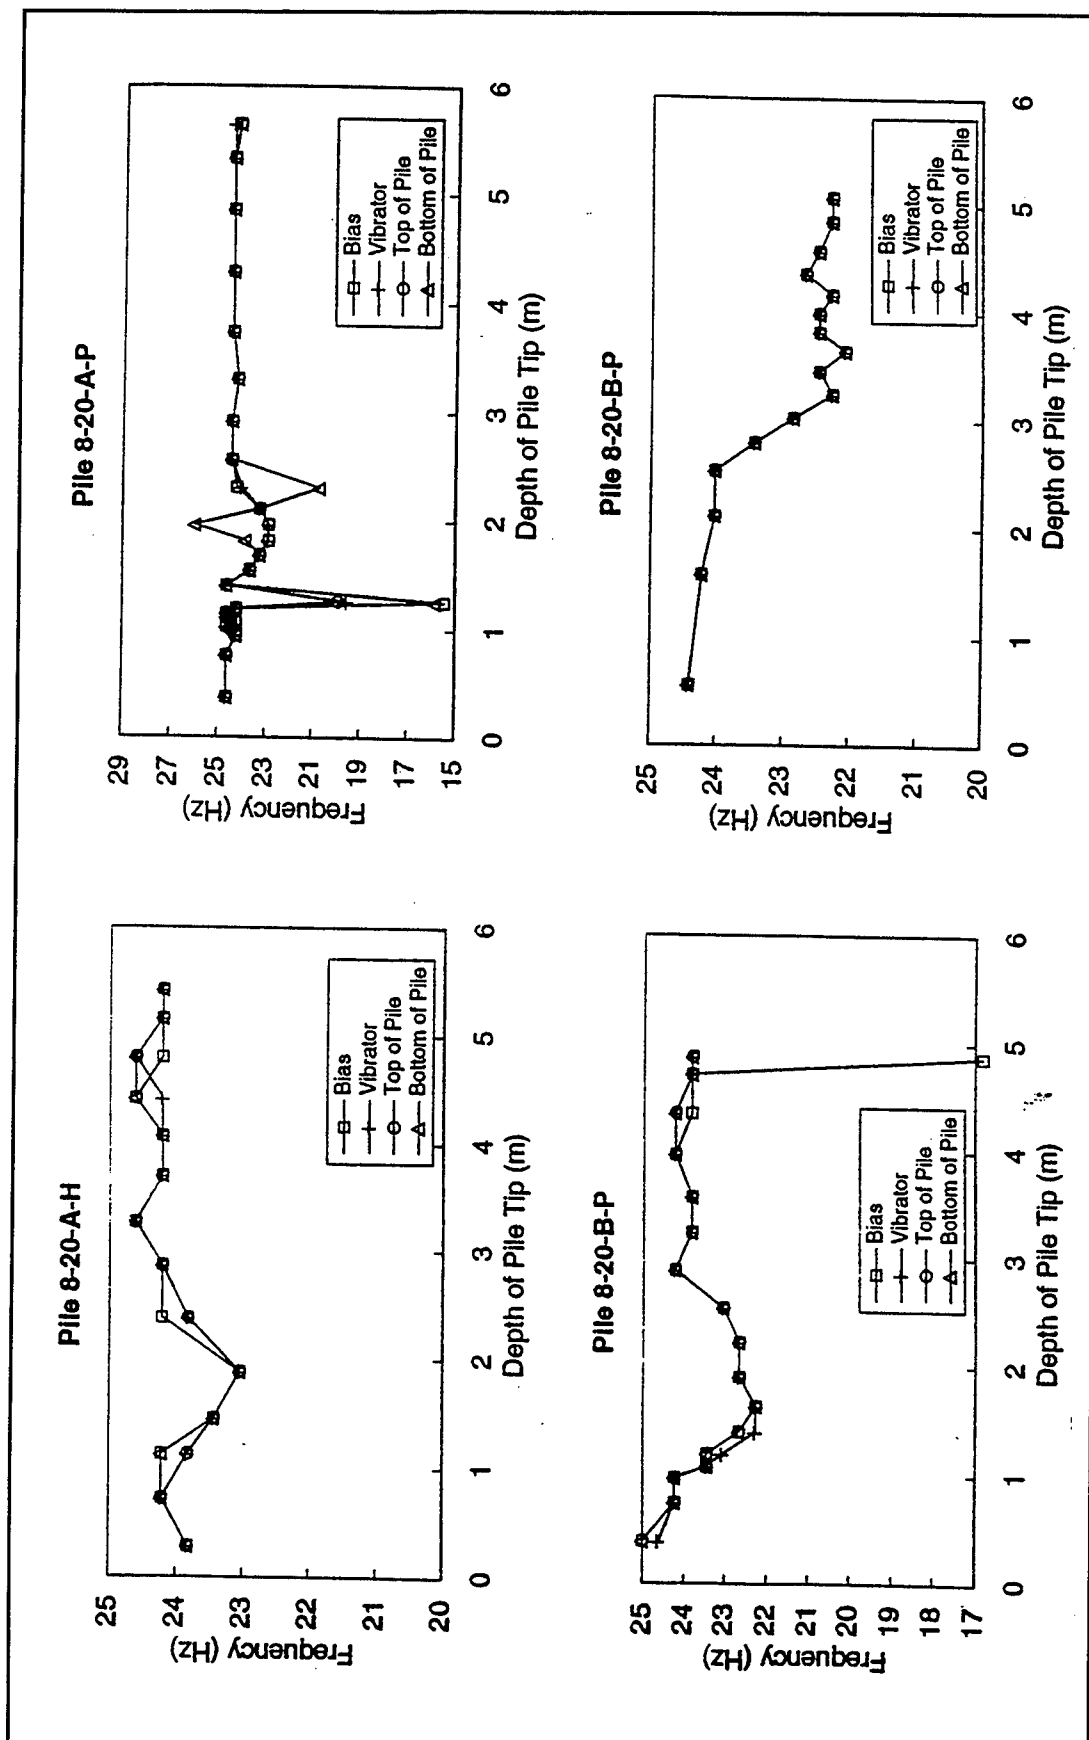 Pile 8-20-A-H
Frequency (Hz)
25
24
23
22
21
20
0
1
2
3
4
5
6
Depth of Pile Tip (m)
Bias
Vibrator
Top of Pile
Bottom of Pile
Pile 8-20-A-P
Frequency (Hz)
29
27
25
23
21
19
17
15
0
1
2
3
4
5
6
Depth of Pile Tip (m)
Bias
Vibrator
Top of Pile
Bottom of Pile
Pile 8-20-B-P
Frequency (Hz)
25
24
23
22
21
20
19
18
17
0
1
2
3
4
5
6
Depth of Pile Tip (m)
Bias
Vibrator
Top of Pile
Bottom of Pile
Pile 8-20-B-P
Frequency (Hz)
25
24
23
22
21
20
0
1
2
3
4
5
6
Depth of Pile Tip (m)
Bias
Vibrator
Top of Pile
Bottom of Pile